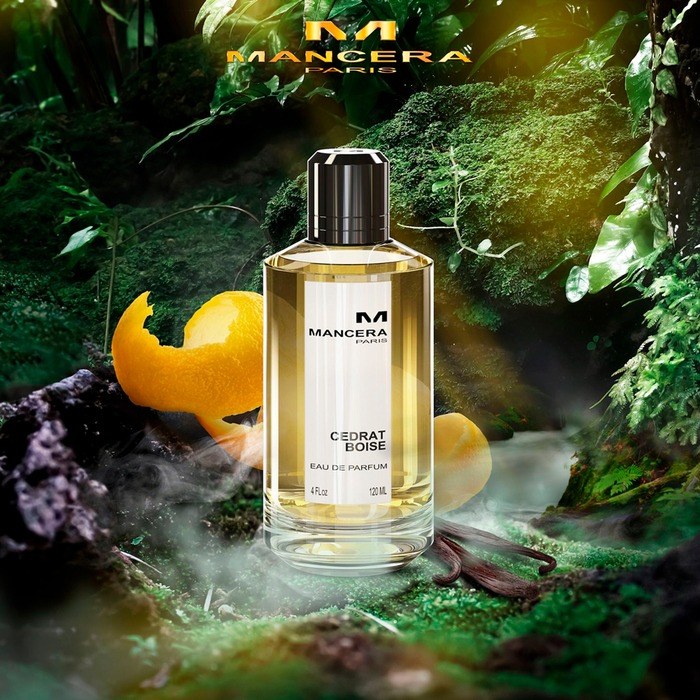 M
MANCERA
PARIS
M
MANCERA
PARIS
CEDRAT
BOISE
EAU DE PARFUM
4 FL oz 120 ML